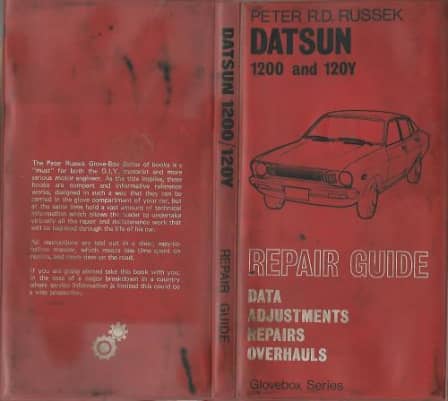 The Peter Russek Glove-Box Series of books is a
"must" for both the D.I.Y. motorist and more
serious motor engineer. As the title implies, these
books are compact and informative reference
works, designed in such a way that they can be
carried in the glove compartment of your car, but
at the same time hold a vast amount of technical
information which allows the reader to undertake
virtually all the repair and maintenance work that
will be required through the life of his car.
All instructions are laid out in a clear, easy-to-
follow manner, which means less time spent on
repairs, and more time on the road.
If you are going abroad take this book with you;
in the case of a major breakdown in a country
where service information is limited this could be
a wise
DATSUN 1200/120Y REPAIR GUIDE
PETER R.D. RUSSEK
DATSUN
1200 and 120Y
REPAIR GUIDE
DATA
ADJUSTMENTS
REPAIRS
OVERHAULS
Glovebox Series